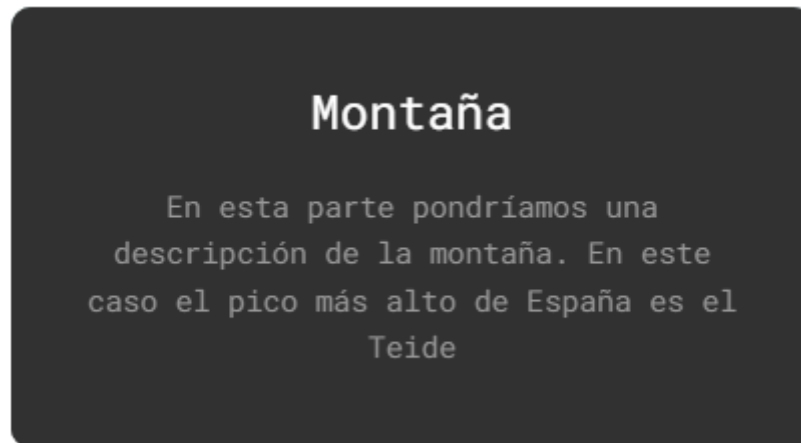 Montaña
En esta parte pondríamos una
descripción de la montaña. En este
caso el pico más alto de España es el
Teide